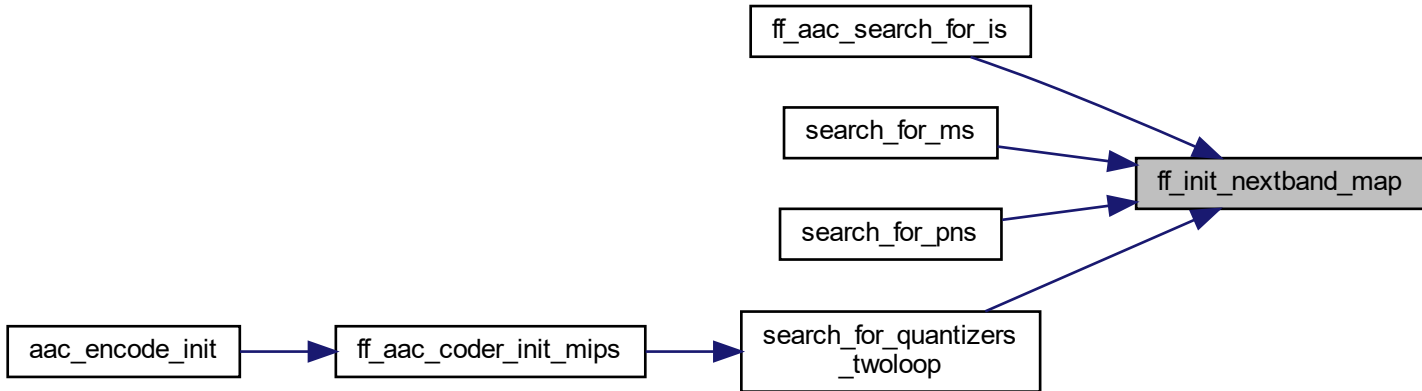 ff_aac_search_for_is
search_for_ms
ff_init_nextband_map
search_for_pns
aac_encode_init
ff_aac_coder_init_mips
search_for_quantizers
_twoloop